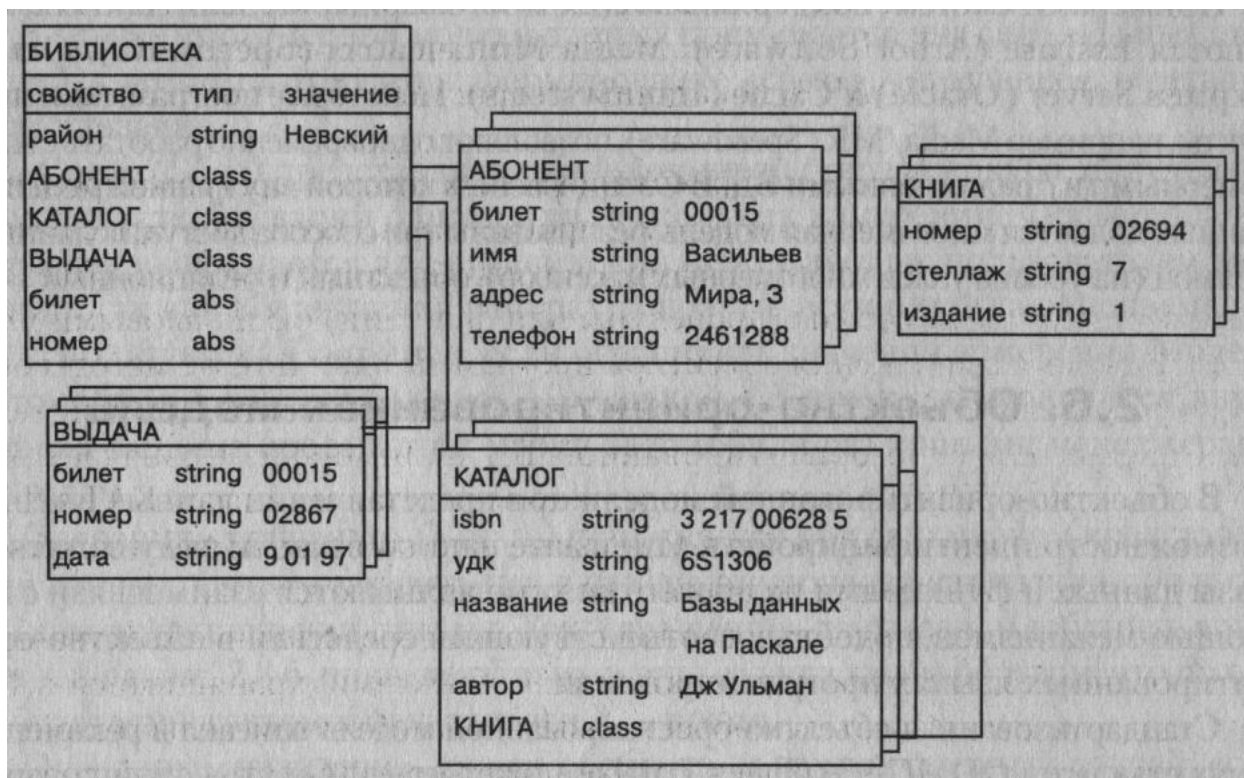 БИБЛИОТЕКА
свойство тип значение
район string Невский
АБОНЕНТ class
КАТАЛОГ class
ВЫДАЧА class
билет abs
номер abs
АБОНЕНТ
билет string 00015
имя string Васильев
адрес string Мира, 3
телефон string 2461288
КНИГА
номер string 02694
стеллаж string 7
издание string 1
ВЫДАЧА
билет string 00015
номер string 02867
дата string 9 01 97
КАТАЛОГ
isbn string 3 217 00628 5
удк string 6S1306
название string Базы данных
на Паскале
автор string Дж Ульман
КНИГА class